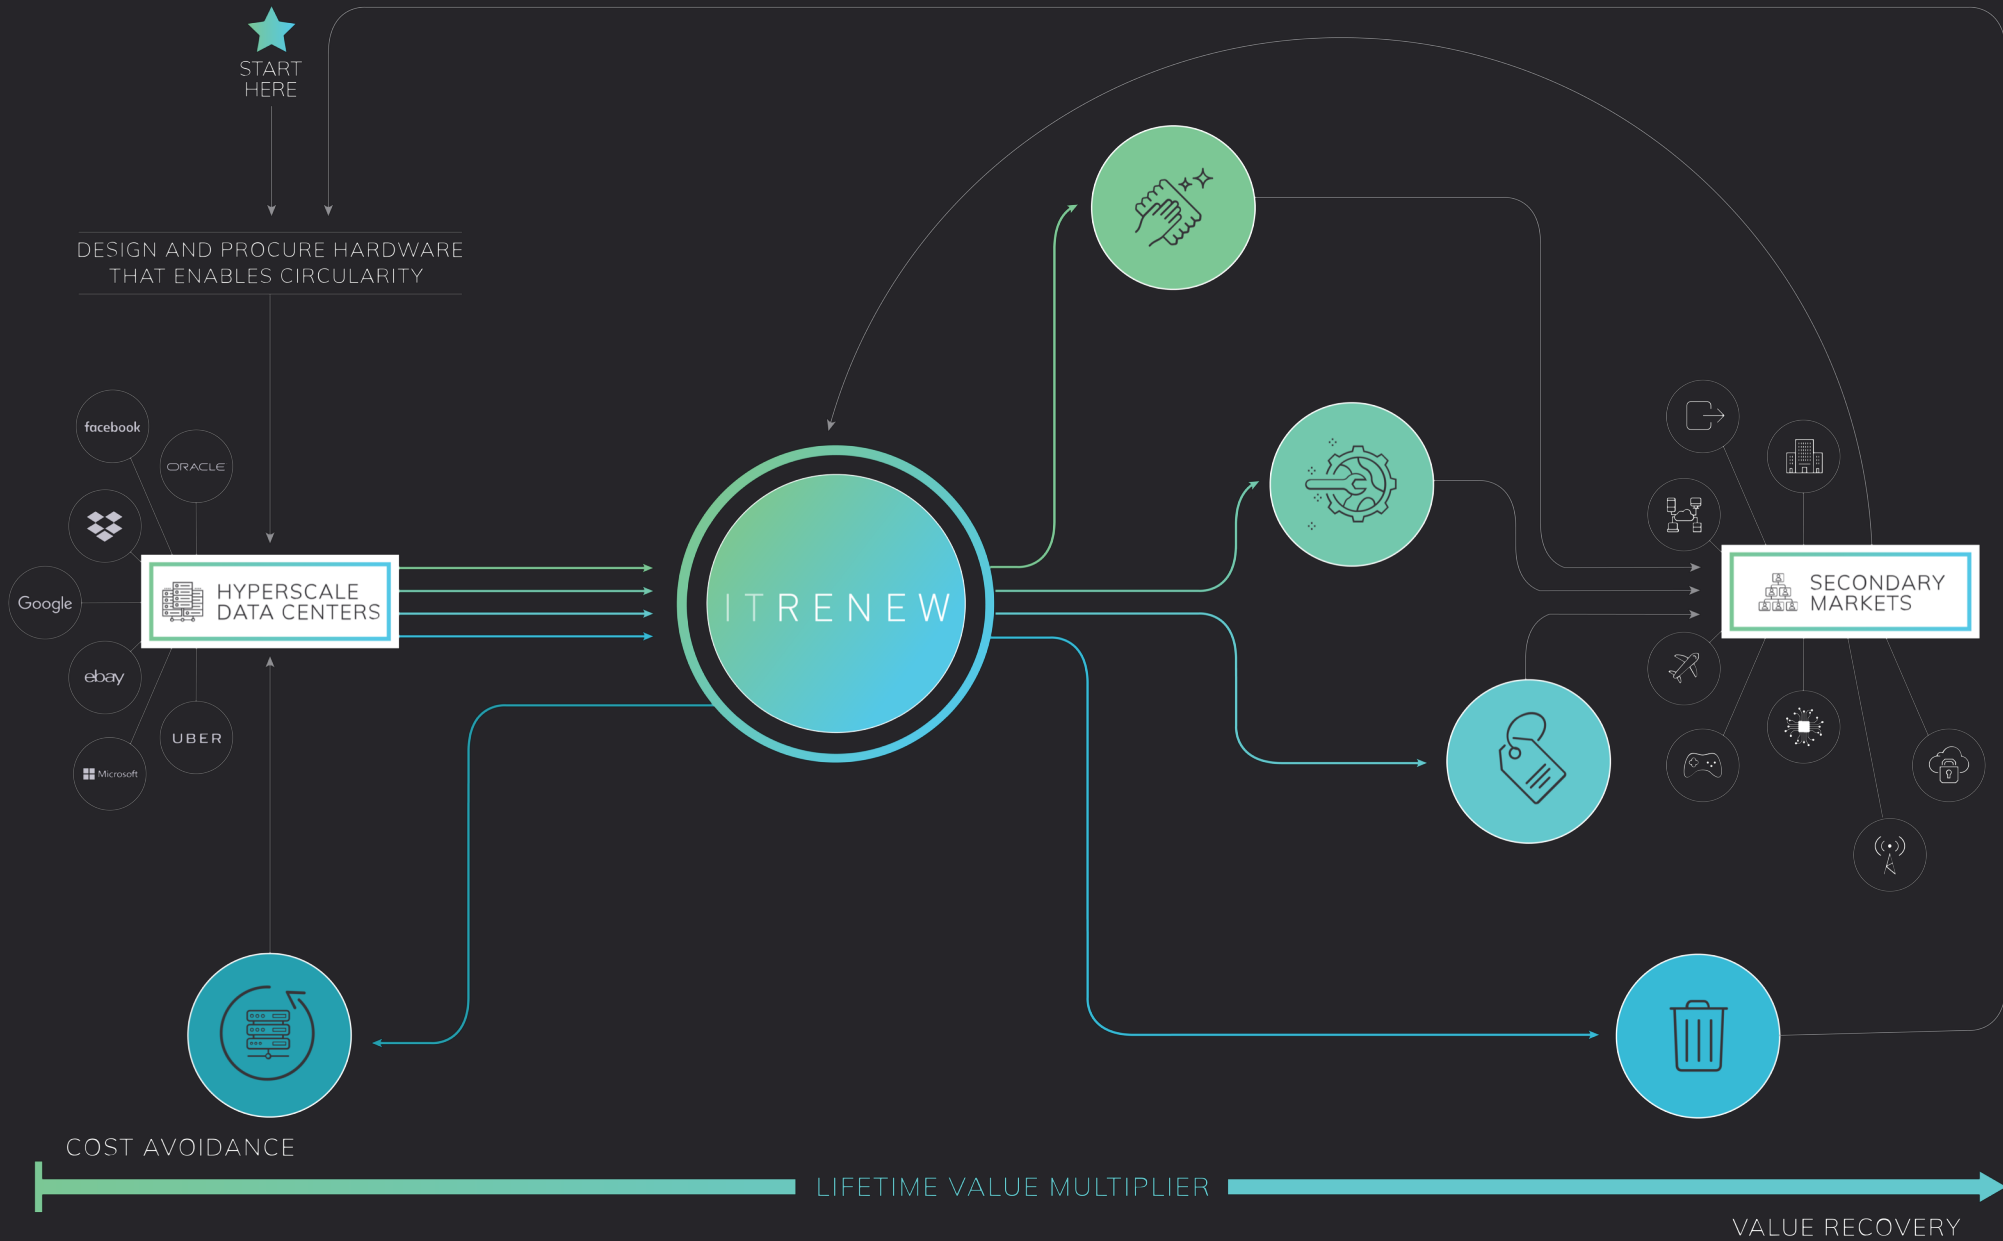 START
HERE
DESIGN AND PROCURE HARDWARE
THAT ENABLES CIRCULARITY
facebook
ORACLE
Google
ebay
Microsoft
UBER
HYPERSCALE
DATA CENTERS
ITRENEW
SECONDARY
MARKETS
COST AVOIDANCE
LIFETIME VALUE MULTIPLIER
VALUE RECOVERY